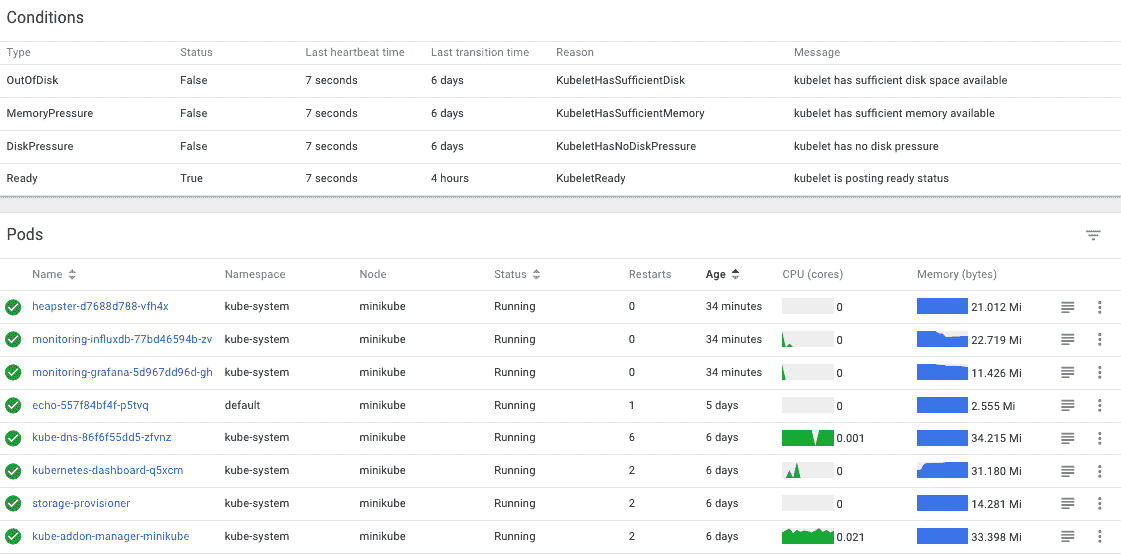 Conditions
Type Status Last heartbeat time Last transition time Reason Message
OutOfDisk False 7 seconds 6 days KubeletHasSufficientDisk kubelet has sufficient disk space available
MemoryPressure False 7 seconds 6 days KubeletHasSufficientMemory kubelet has sufficient memory available
DiskPressure False 7 seconds 6 days KubeletHasNoDiskPressure kubelet has no disk pressure
Ready True 7 seconds 4 hours KubeletReady kubelet is posting ready status
Pods
Name Namespace Node Status Restarts Age CPU (cores) Memory (bytes)
heapster-d7688d788-vfh4x kube-system minikube Running 0 34 minutes 0 21.012 Mi
monitoring-influxdb-77bd46594b-zv kube-system minikube Running 0 34 minutes 0 22.719 Mi
monitoring-grafana-5d967dd96d-gh kube-system minikube Running 0 34 minutes 0 11.426 Mi
echo-557f84bf4f-p5tvq default minikube Running 1 5 days 0 2.555 Mi
kube-dns-86f6f55dd5-zfvnz kube-system minikube Running 6 6 days 0.001 34.215 Mi
kubernetes-dashboard-q5xcm kube-system minikube Running 2 6 days 0 31.180 Mi
storage-provisioner kube-system minikube Running 2 6 days 0 14.281 Mi
kube-addon-manager-minikube kube-system minikube Running 2 6 days 0.021 33.398 Mi